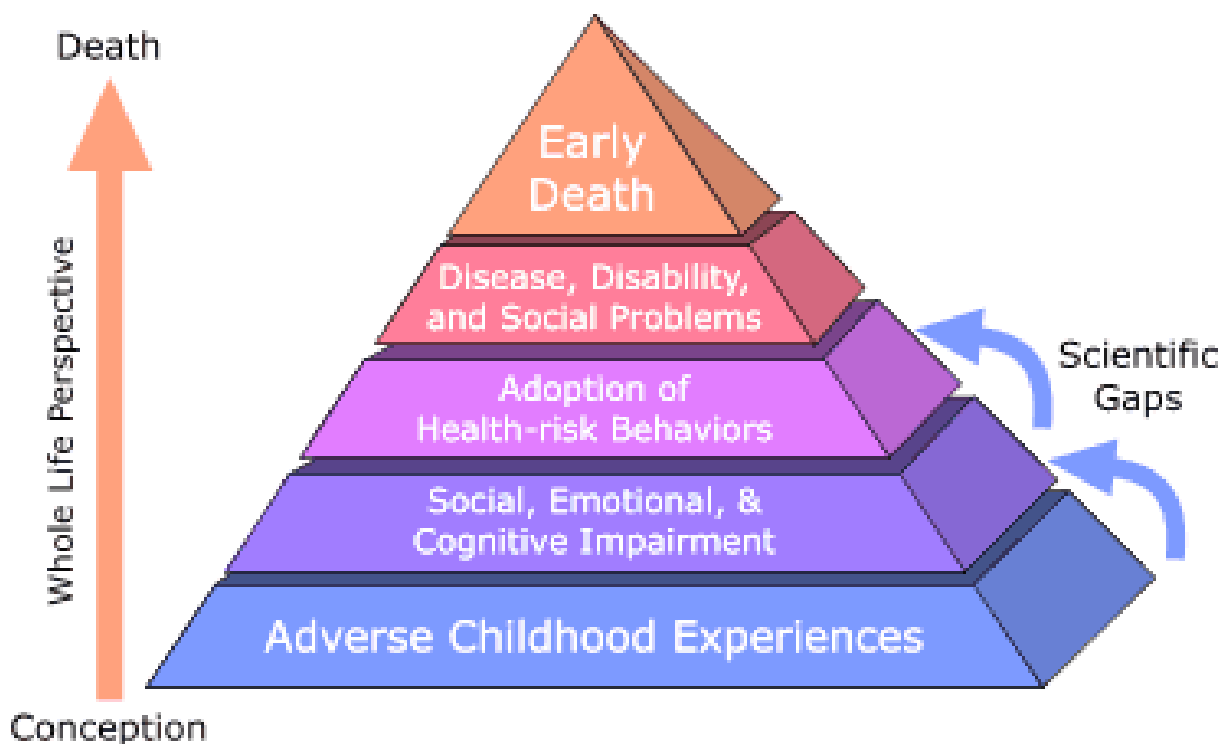 Death
Whole Life Perspective
Conception
Early
Death
Disease, Disability,
and Social Problems
Adoption of
Health-risk Behaviors
Social, Emotional, &
Cognitive Impairment
Adverse Childhood Experiences
Scientific
Gaps